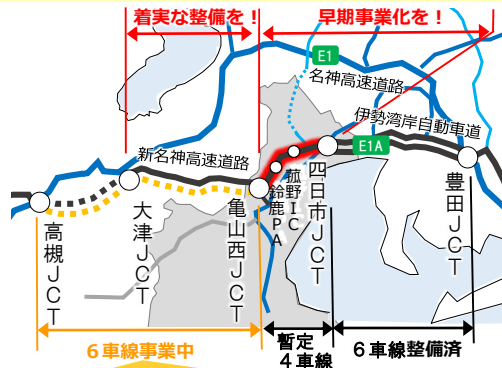 着実な整備を！
早期事業化を！
E1
名神高速道路
伊勢湾岸自動車道
E1A
新名神高速道路
高槻ＪＣＴ
大津ＪＣＴ
亀山西ＪＣＴ
鈴鹿ＰＡ
菰野ＩＣ
四日市ＪＣＴ
豊田ＪＣＴ
６車線事業中
暫定
４車線
６車線整備済